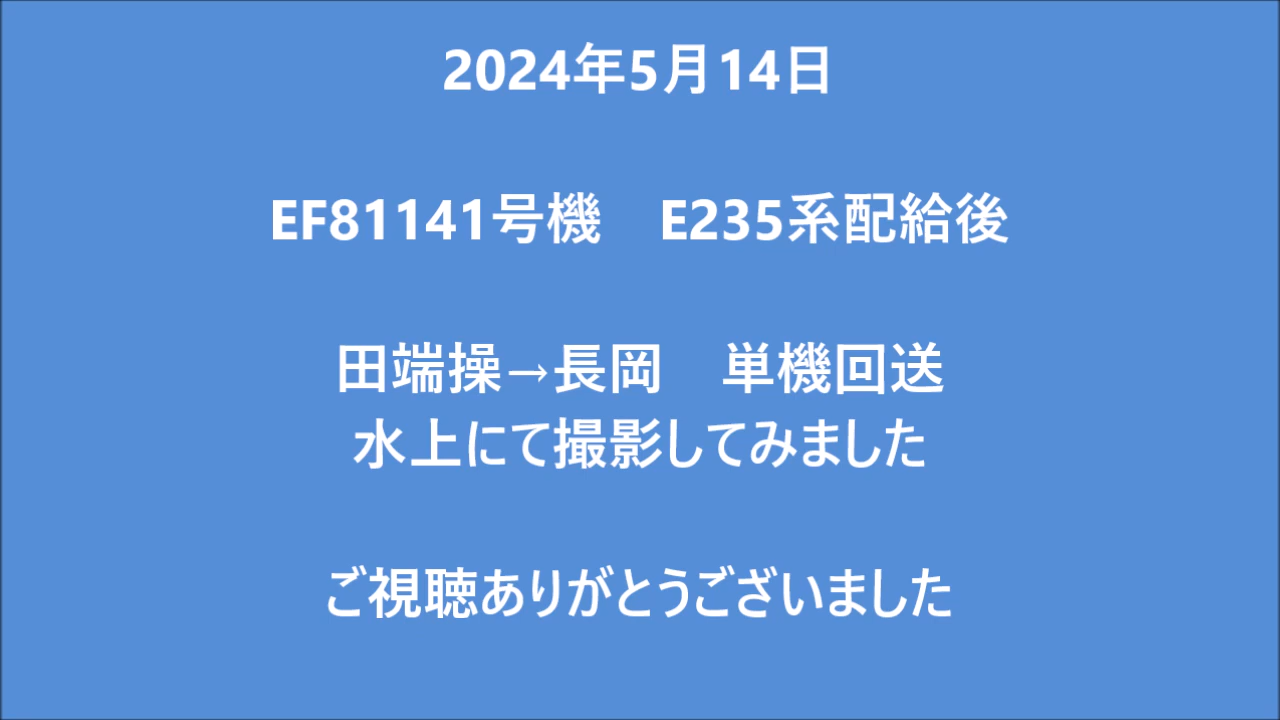 2024年5月14日
EF81141号機　E235系配給後
田端操→長岡　単機回送
水上にて撮影してみました
ご視聴ありがとうございました